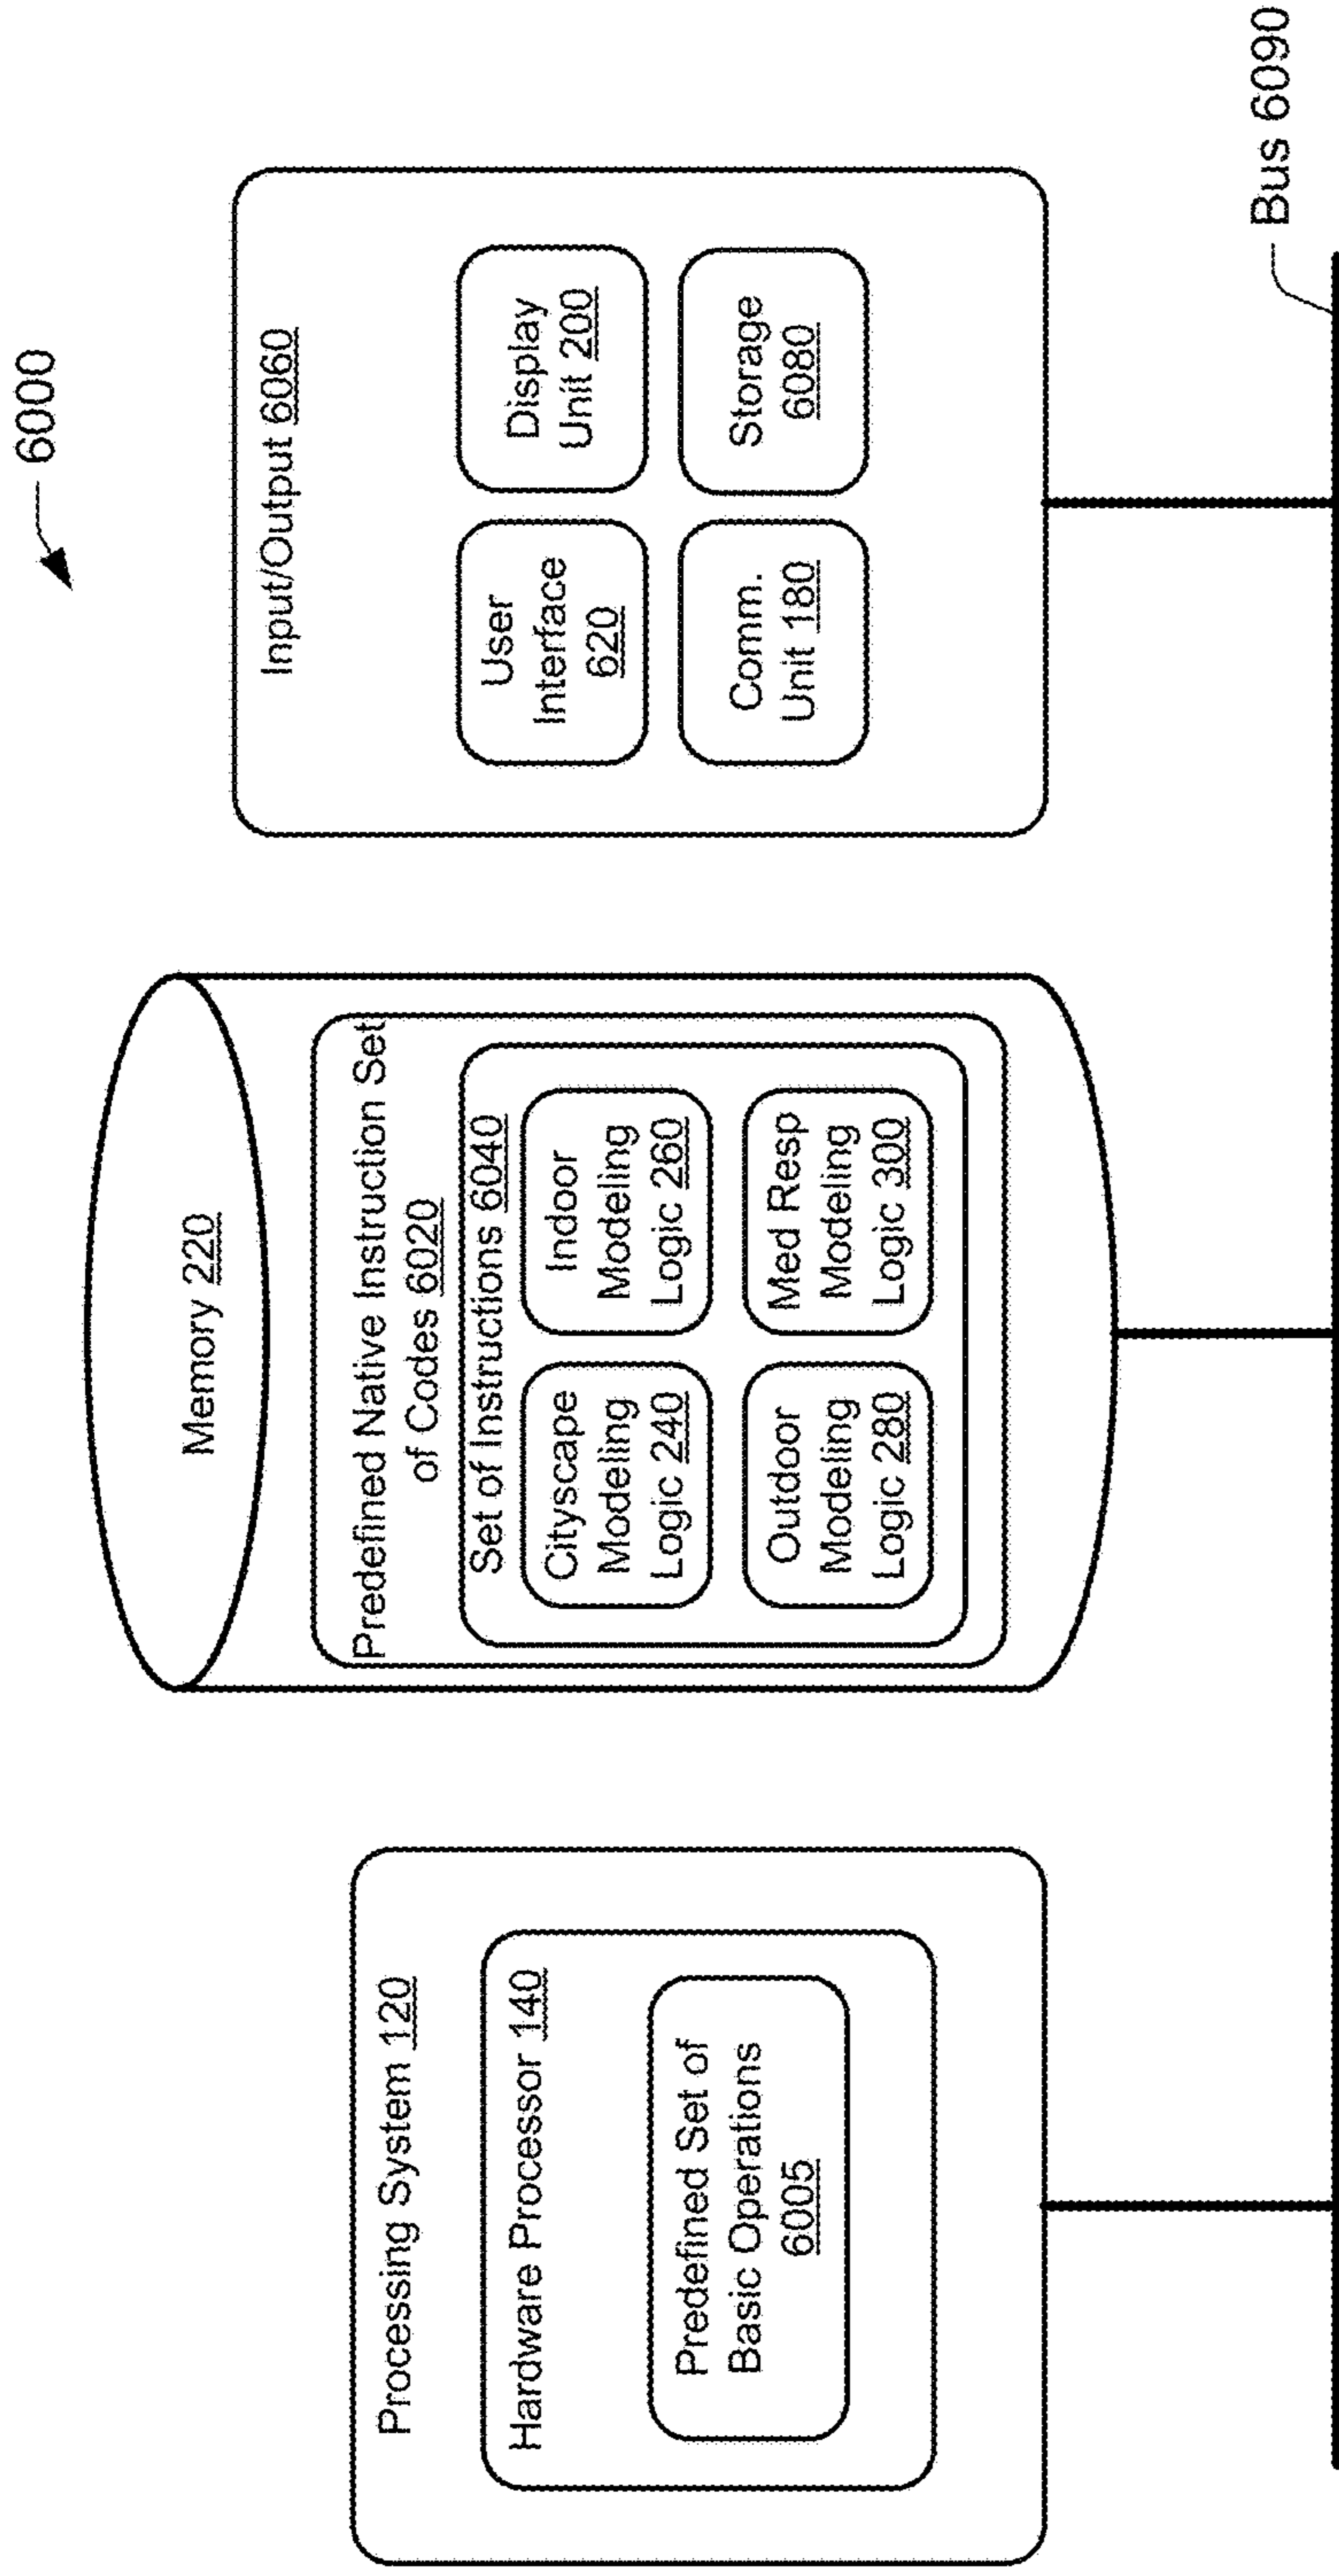 6000
Processing System 120
Hardware Processor 140
Predefined Set of
Basic Operations
6005
Memory 220
Predefined Native Instruction Set
of Codes 6020
Set of Instructions 6040
Cityscape
Modeling
Logic 240
Indoor
Modeling
Logic 260
Outdoor
Modeling
Logic 280
Med Resp
Modeling
Logic 300
Input/Output 6060
User
Interface
620
Display
Unit 200
Comm.
Unit 180
Storage
6080
Bus 6090